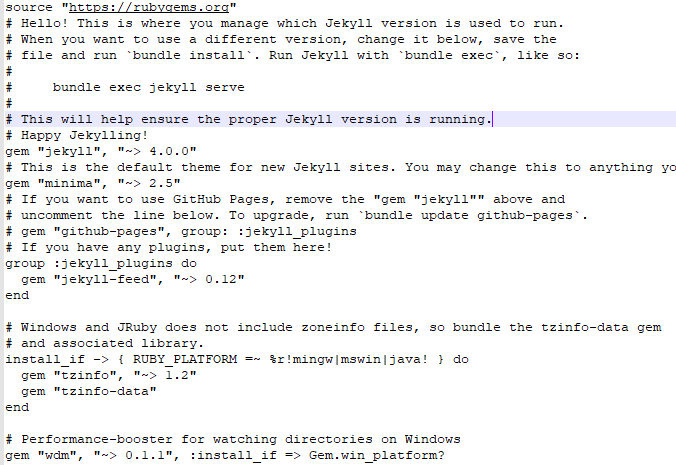 source "https://rubygems.org"
# Hello! This is where you manage which Jekyll version is used to run.
# When you want to use a different version, change it below, save the
# file and run `bundle install`. Run Jekyll with `bundle exec`, like so:
#
#     bundle exec jekyll serve
#
# This will help ensure the proper Jekyll version is running.
# Happy Jekylling!
gem "jekyll", "~> 4.0.0"
# This is the default theme for new Jekyll sites. You may change this to anything yo
gem "minima", "~> 2.5"
# If you want to use GitHub Pages, remove the "gem "jekyll"" above and
# uncomment the line below. To upgrade, run `bundle update github-pages`.
# gem "github-pages", group: :jekyll_plugins
# If you have any plugins, put them here!
group :jekyll_plugins do
  gem "jekyll-feed", "~> 0.12"
end

# Windows and JRuby does not include zoneinfo files, so bundle the tzinfo-data gem
# and associated library.
install_if -> { RUBY_PLATFORM =~ %r!mingw|mswin|java! } do
  gem "tzinfo", "~> 1.2"
  gem "tzinfo-data"
end

# Performance-booster for watching directories on Windows
gem "wdm", "~> 0.1.1", :install_if => Gem.win_platform?